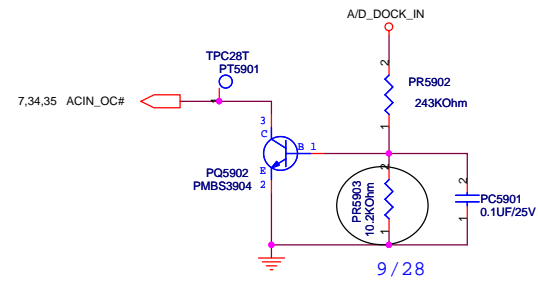 A/D_DOCK_IN
TPC28T
PT5901
7,34,35 ACIN_OC#
2
PR5902
243KOhm
1
3
C
B 1
E
2
PQ5902
PMBS3904
2
PR5903
10.2KOhm
1
2
PC5901
0.1UF/25V
1
9/28